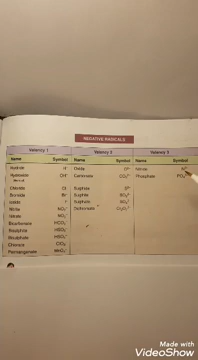 NEGATIVE RADICALS
Valency 1 Valency 2 Valency 3
Name Symbol Name Symbol Name Symbol
Hydride H⁻ Oxide O²⁻ Nitride N³⁻
Hydroxide OH⁻ Carbonate CO₃²⁻ Phosphate PO₄³⁻
Chloride Cl⁻ Sulphide S²⁻
Bromide Br⁻ Sulphate SO₄²⁻
Iodide I⁻ Sulphite SO₃²⁻
Nitrite NO₂⁻ Dichromate Cr₂O₇²⁻
Nitrate NO₃⁻
Bicarbonate HCO₃⁻
Bisulphite HSO₃⁻
Bisulphate HSO₄⁻
Chlorate ClO₃⁻
Permanganate MnO₄⁻
Made with
VideoShow